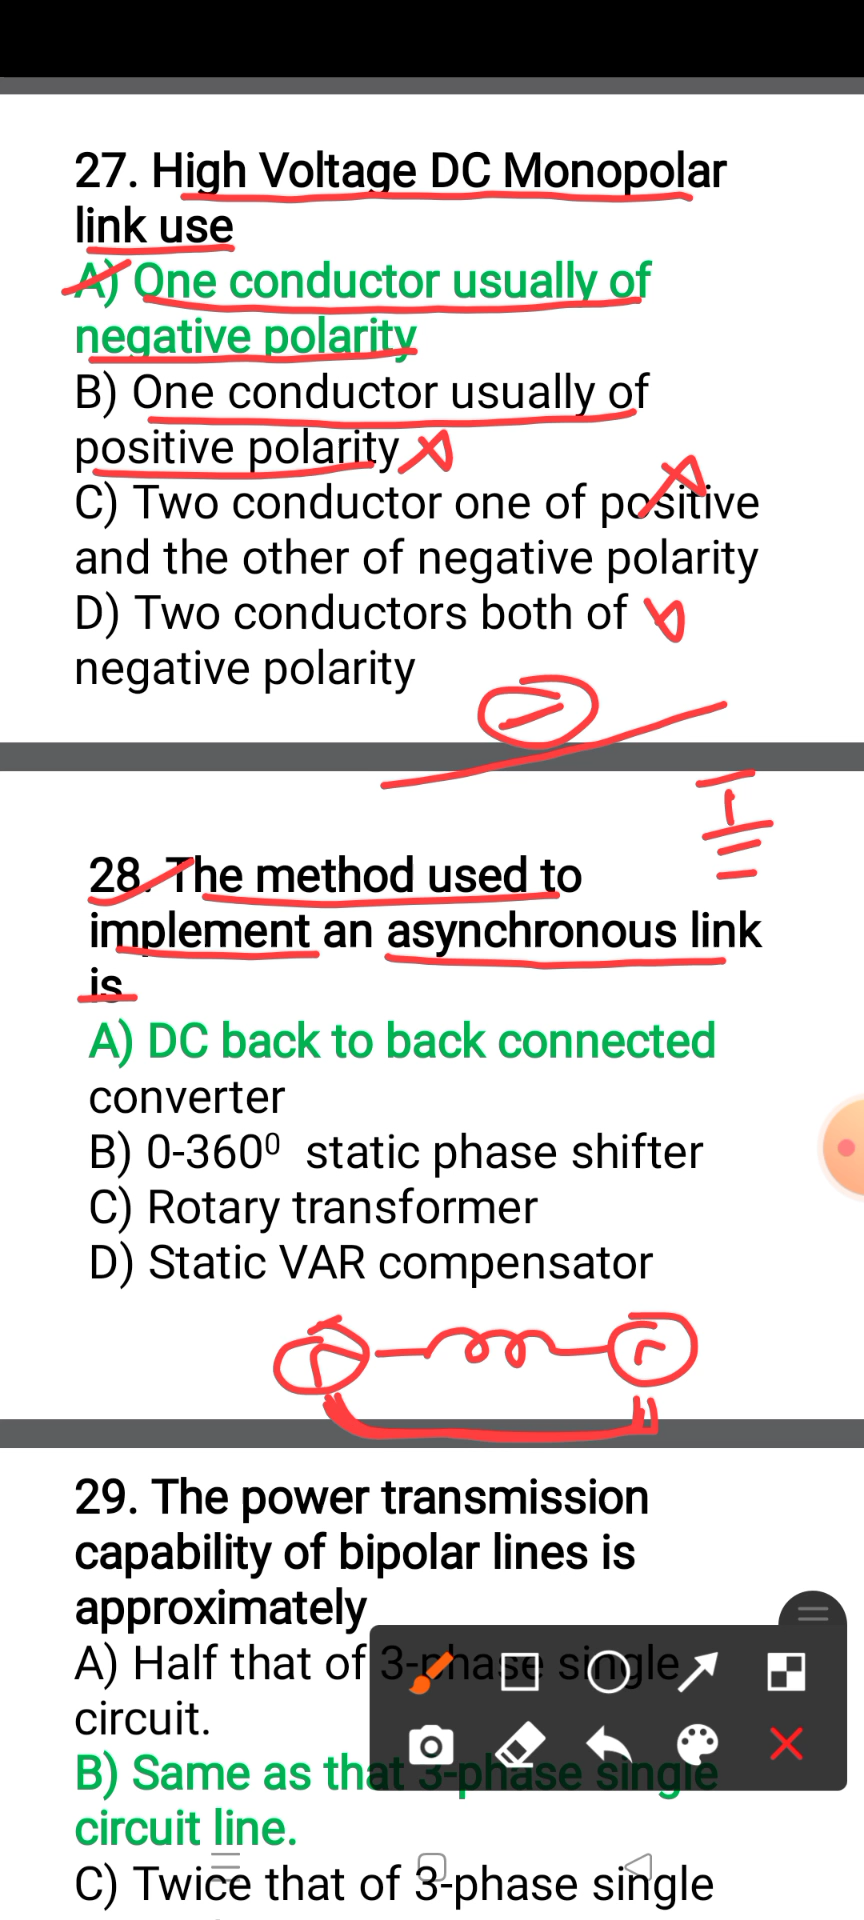 27. High Voltage DC Monopolar
link use
A) One conductor usually of
negative polarity
B) One conductor usually of
positive polarity
C) Two conductor one of positive
and the other of negative polarity
D) Two conductors both of
negative polarity
28. The method used to
implement an asynchronous link
is
A) DC back to back connected
converter
B) 0-360⁰ static phase shifter
C) Rotary transformer
D) Static VAR compensator
29. The power transmission
capability of bipolar lines is
approximately
A) Half that of 3-phase single
circuit.
B) Same as that 3-phase single
circuit line.
C) Twice that of 3-phase single